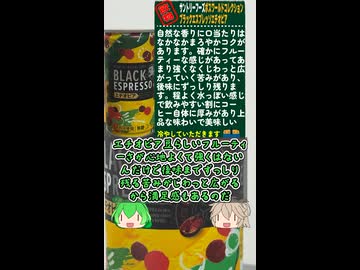 サントリーフーズボスワールドコレクション
ブラックエスプレッソエチオピア
自然な香りに口当たりは
なかなかまろやかコクが
あります。確かにフルー
ティーな感じがあってあ
まり強くなくじわっと広
がっていく苦みがあり、
後味にずっしり残りま
す。程よく水っぽい感じ
で飲みやすい割にコー
ヒー自体に厚みがあり上
品な味わいで美味しい
冷やしていただきます
BLACK
ESPRESSO
エチオピア
エチオピア豆らしいフルーティ
ーさが心地よくて強くはない
んだけど後味までずっしり
残る苦みがじわっと広がる
から満足感もあるのだ